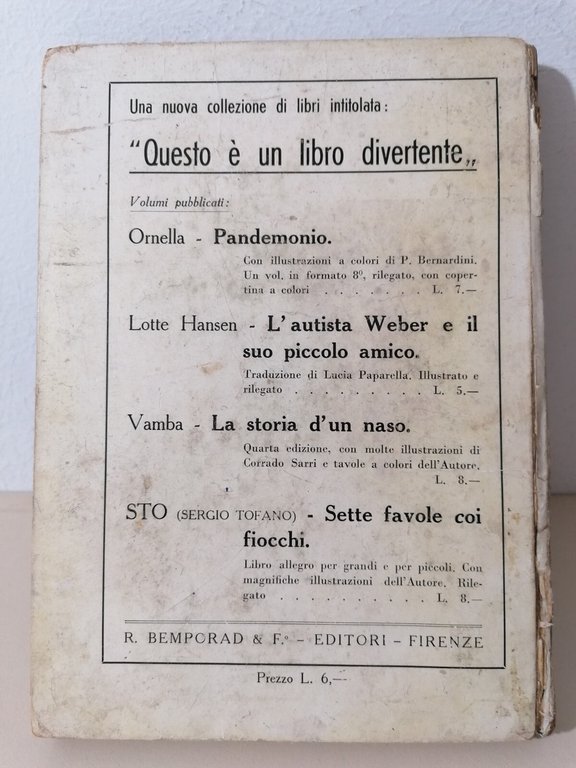 Una nuova collezione di libri intitolata:
"Questo è un libro divertente„
Volumi pubblicati:
Ornella - Pandemonio.
Con illustrazioni a colori di P. Bernardini.
Un vol. in formato 8º, rilegato, con coper-
tina a colori . . . . . . . L. 7.—
Lotte Hansen - L'autista Weber e il
suo piccolo amico.
Traduzione di Lucia Paparella. Illustrato e
rilegato . . . . . . . . . L. 5,—
Vamba - La storia d'un naso.
Quarta edizione, con molte illustrazioni di
Corrado Sarri e tavole a colori dell'Autore.
L. 8.—
STO (SERGIO TOFANO) - Sette favole coi
fiocchi.
Libro allegro per grandi e per piccoli. Con
magnifiche illustrazioni dell'Autore. Rile-
gato . . . . . . . . . . L. 8.—
R. BEMPORAD & F.º - EDITORI - FIRENZE
Prezzo L. 6,—